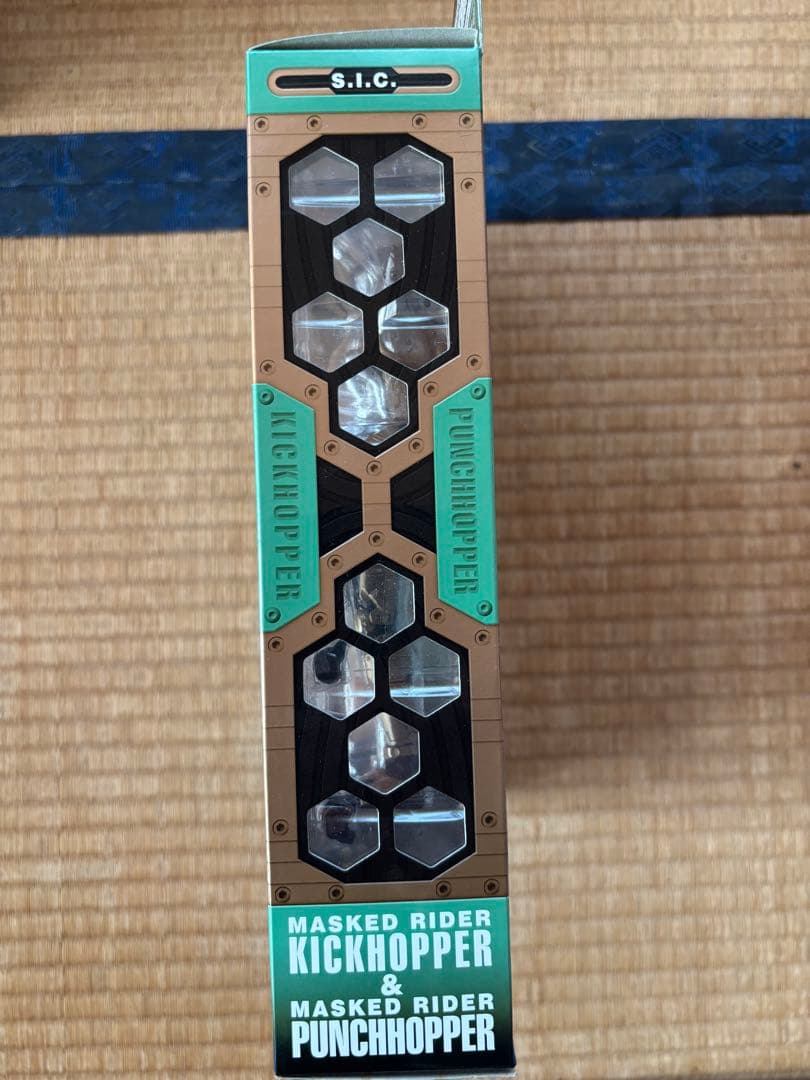 S.I.C.
KICKHOPPER
PUNCHHOPPER
MASKED RIDER
KICKHOPPER
&
MASKED RIDER
PUNCHHOPPER